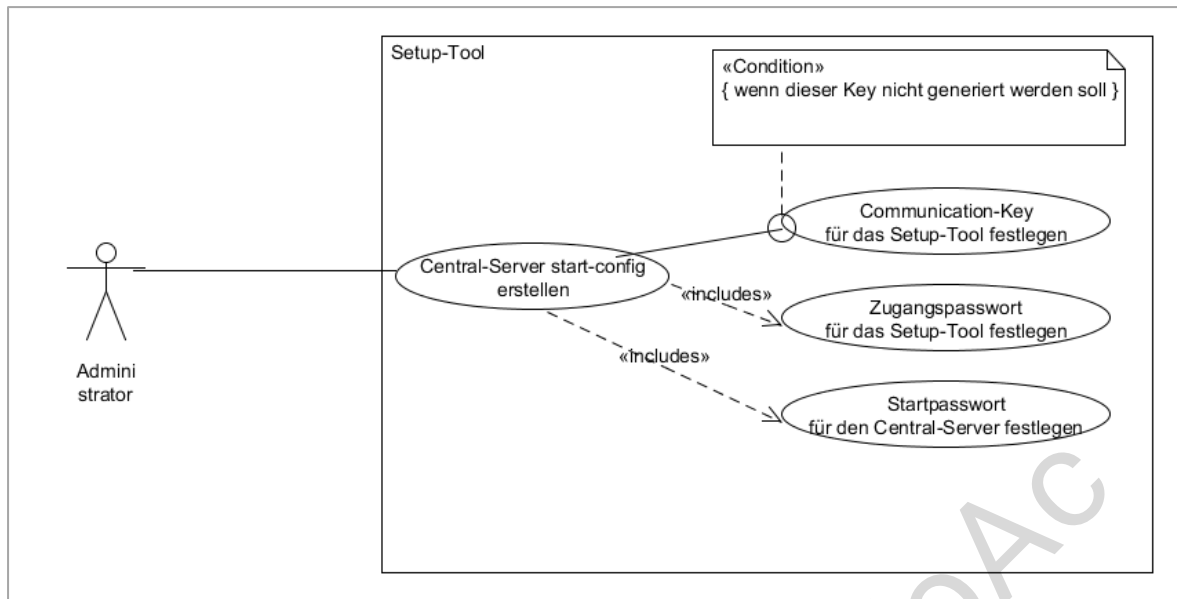 Setup-Tool
«Condition»
{ wenn dieser Key nicht generiert werden soll }
Communication-Key
für das Setup-Tool festlegen
Central-Server start-config
erstellen
«includes»
Zugangspasswort
für das Setup-Tool festlegen
«includes»
Admini
strator
Startpasswort
für den Central-Server festlegen